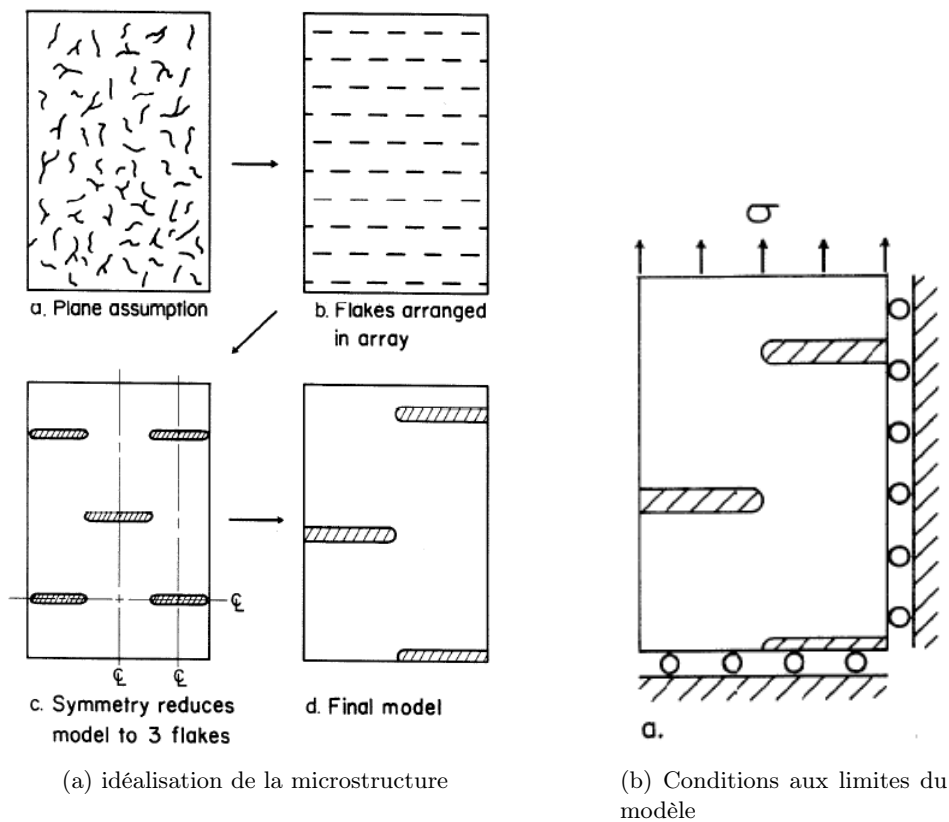 a. Plane assumption
b. Flakes arranged
in array
℄
℄
℄
c. Symmetry reduces
model to 3 flakes
d. Final model
(a) idéalisation de la microstructure
σ
a.
(b) Conditions aux limites du
modèle